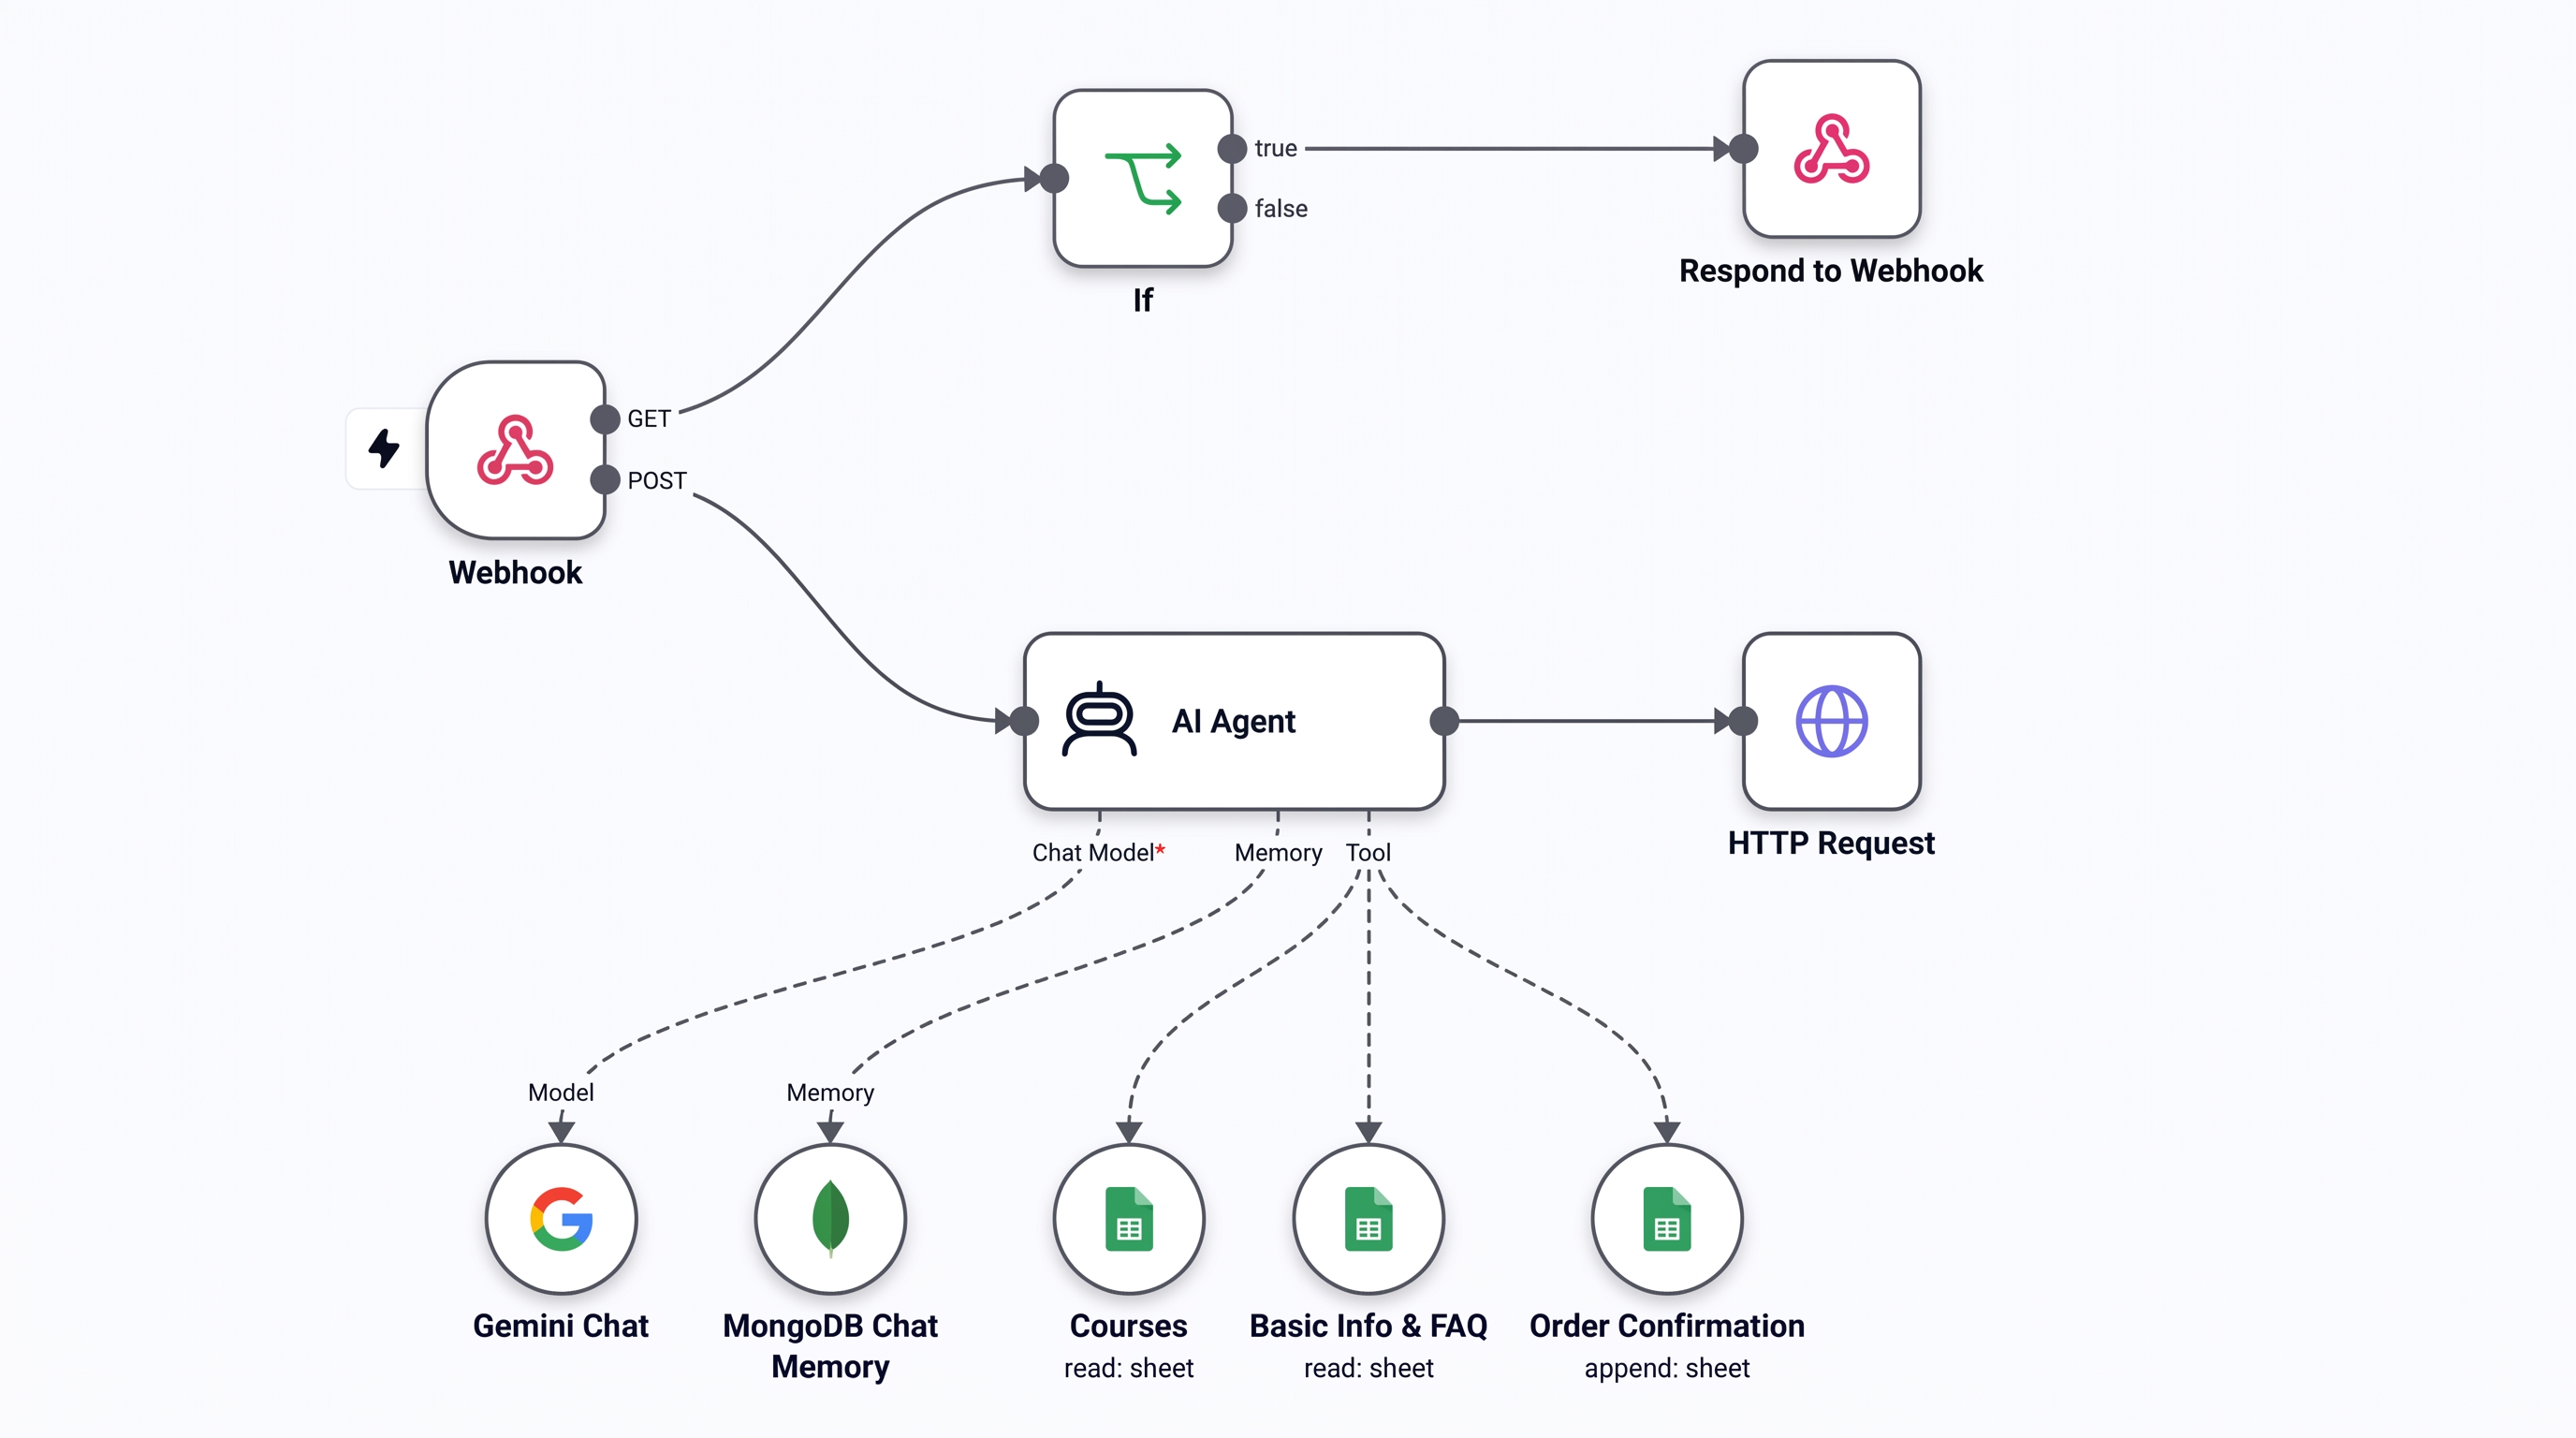 true
false
If
Respond to Webhook
GET
POST
Webhook
AI Agent
Chat Model*
Memory
Tool
HTTP Request
Model
Memory
Gemini Chat
MongoDB Chat
Memory
Courses
read: sheet
Basic Info & FAQ
read: sheet
Order Confirmation
append: sheet